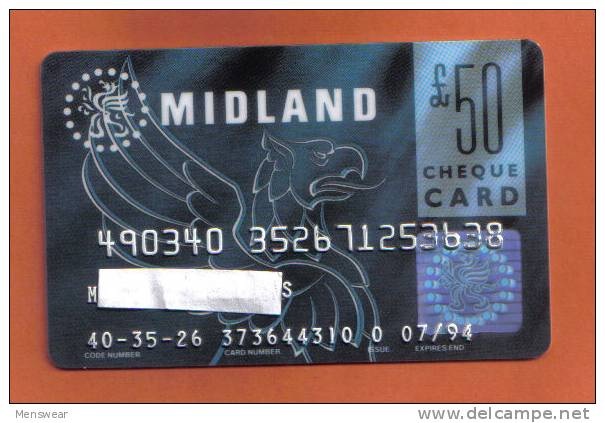 MIDLAND
£50
CHEQUE
CARD
490340 352671253638
M S
40-35-26 373644310 0 07/94
CODE NUMBER CARD NUMBER ISSUE EXPIRES END
Menswear delcampe.net